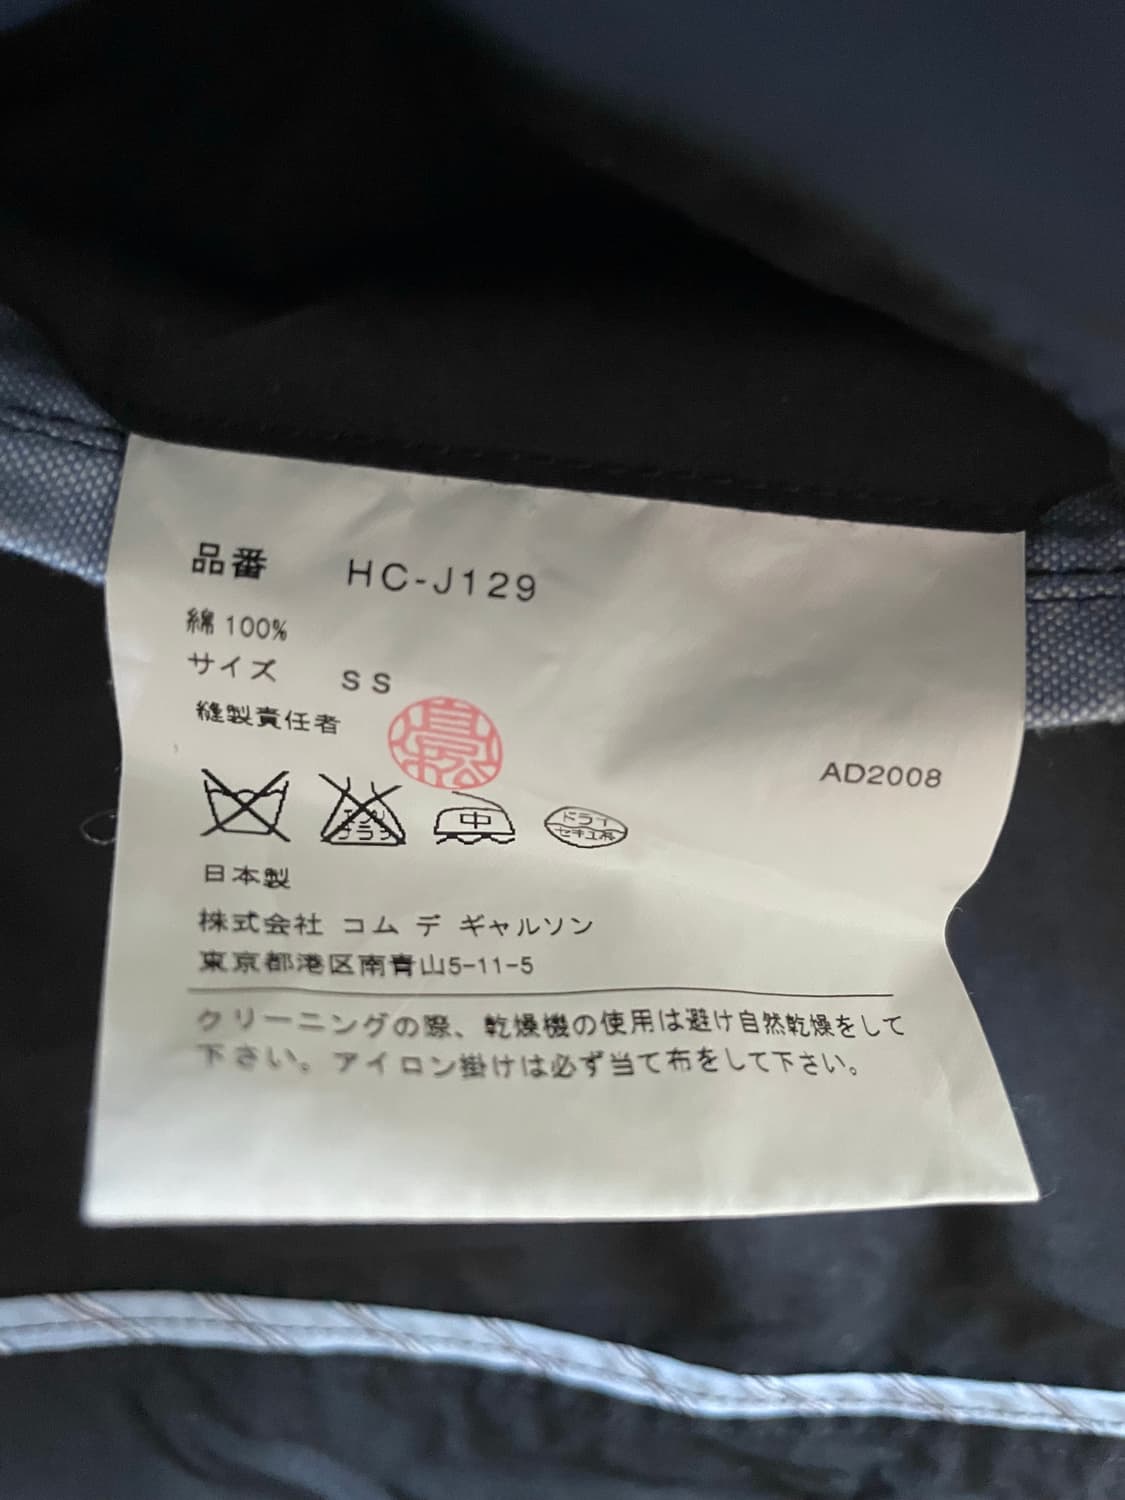 品番 HC-J129
綿100%
サイズ SS
縫製責任者
AD2008
中
ドライ
セキユ系
日本製
株式会社 コム デ ギャルソン
東京都港区南青山5-11-5
クリーニングの際、乾燥機の使用は避け自然乾燥をして
下さい。アイロン掛けは必ず当て布をして下さい。